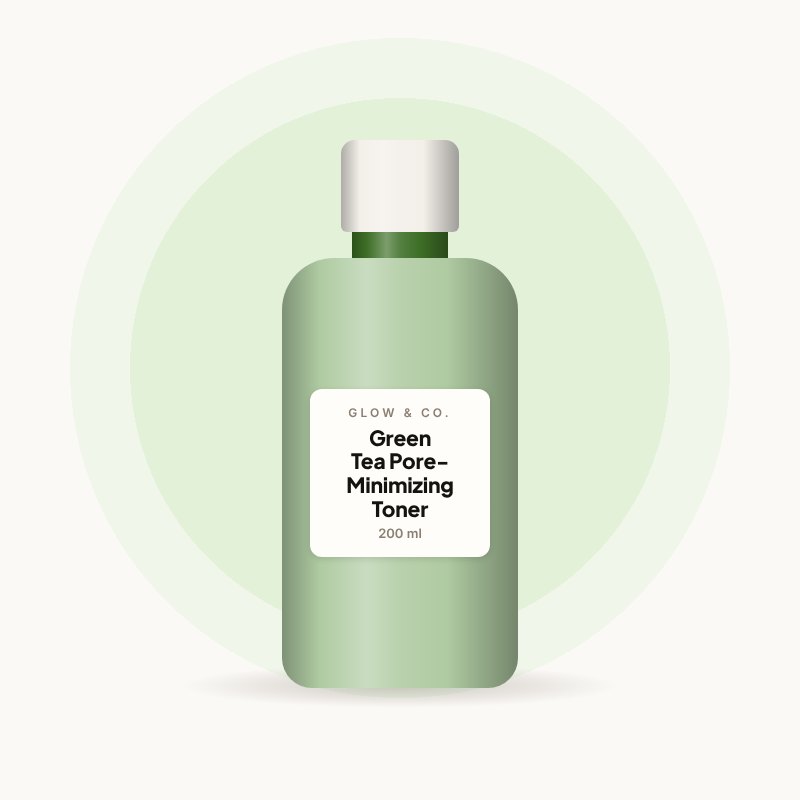 GLOW & CO.
Green
Tea Pore-
Minimizing
Toner
200 ml